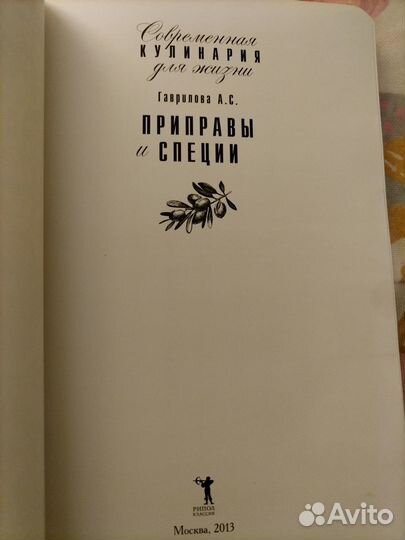 Современная
КУЛИНАРИЯ
для жизни
Гаврилова А.С.
ПРИПРАВЫ
и СПЕЦИИ
РИПОЛ
КЛАССИК
Москва, 2013
Avito